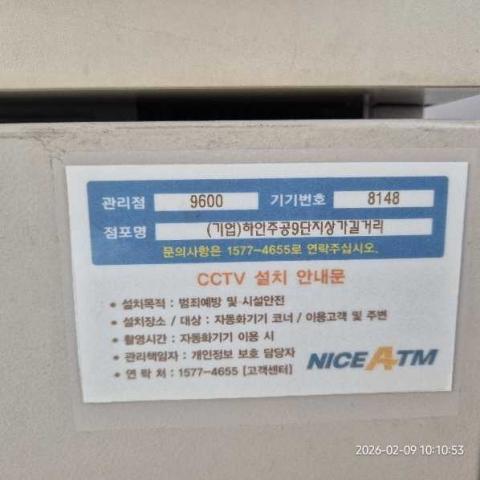 관리점 9600 기기번호 8148
점포명 (기업)하안주공9단지상가길거리
문의사항은 1577-4655로 연락주십시오.
CCTV 설치 안내문
• 설치목적 : 범죄예방 및 시설안전
• 설치장소 / 대상 : 자동화기기 코너 / 이용고객 및 주변
• 촬영시간 : 자동화기기 이용 시
• 관리책임자 : 개인정보 보호 담당자
• 연 락 처 : 1577-4655 [고객센터]
NICE ATM
2026-02-09 10:10:53